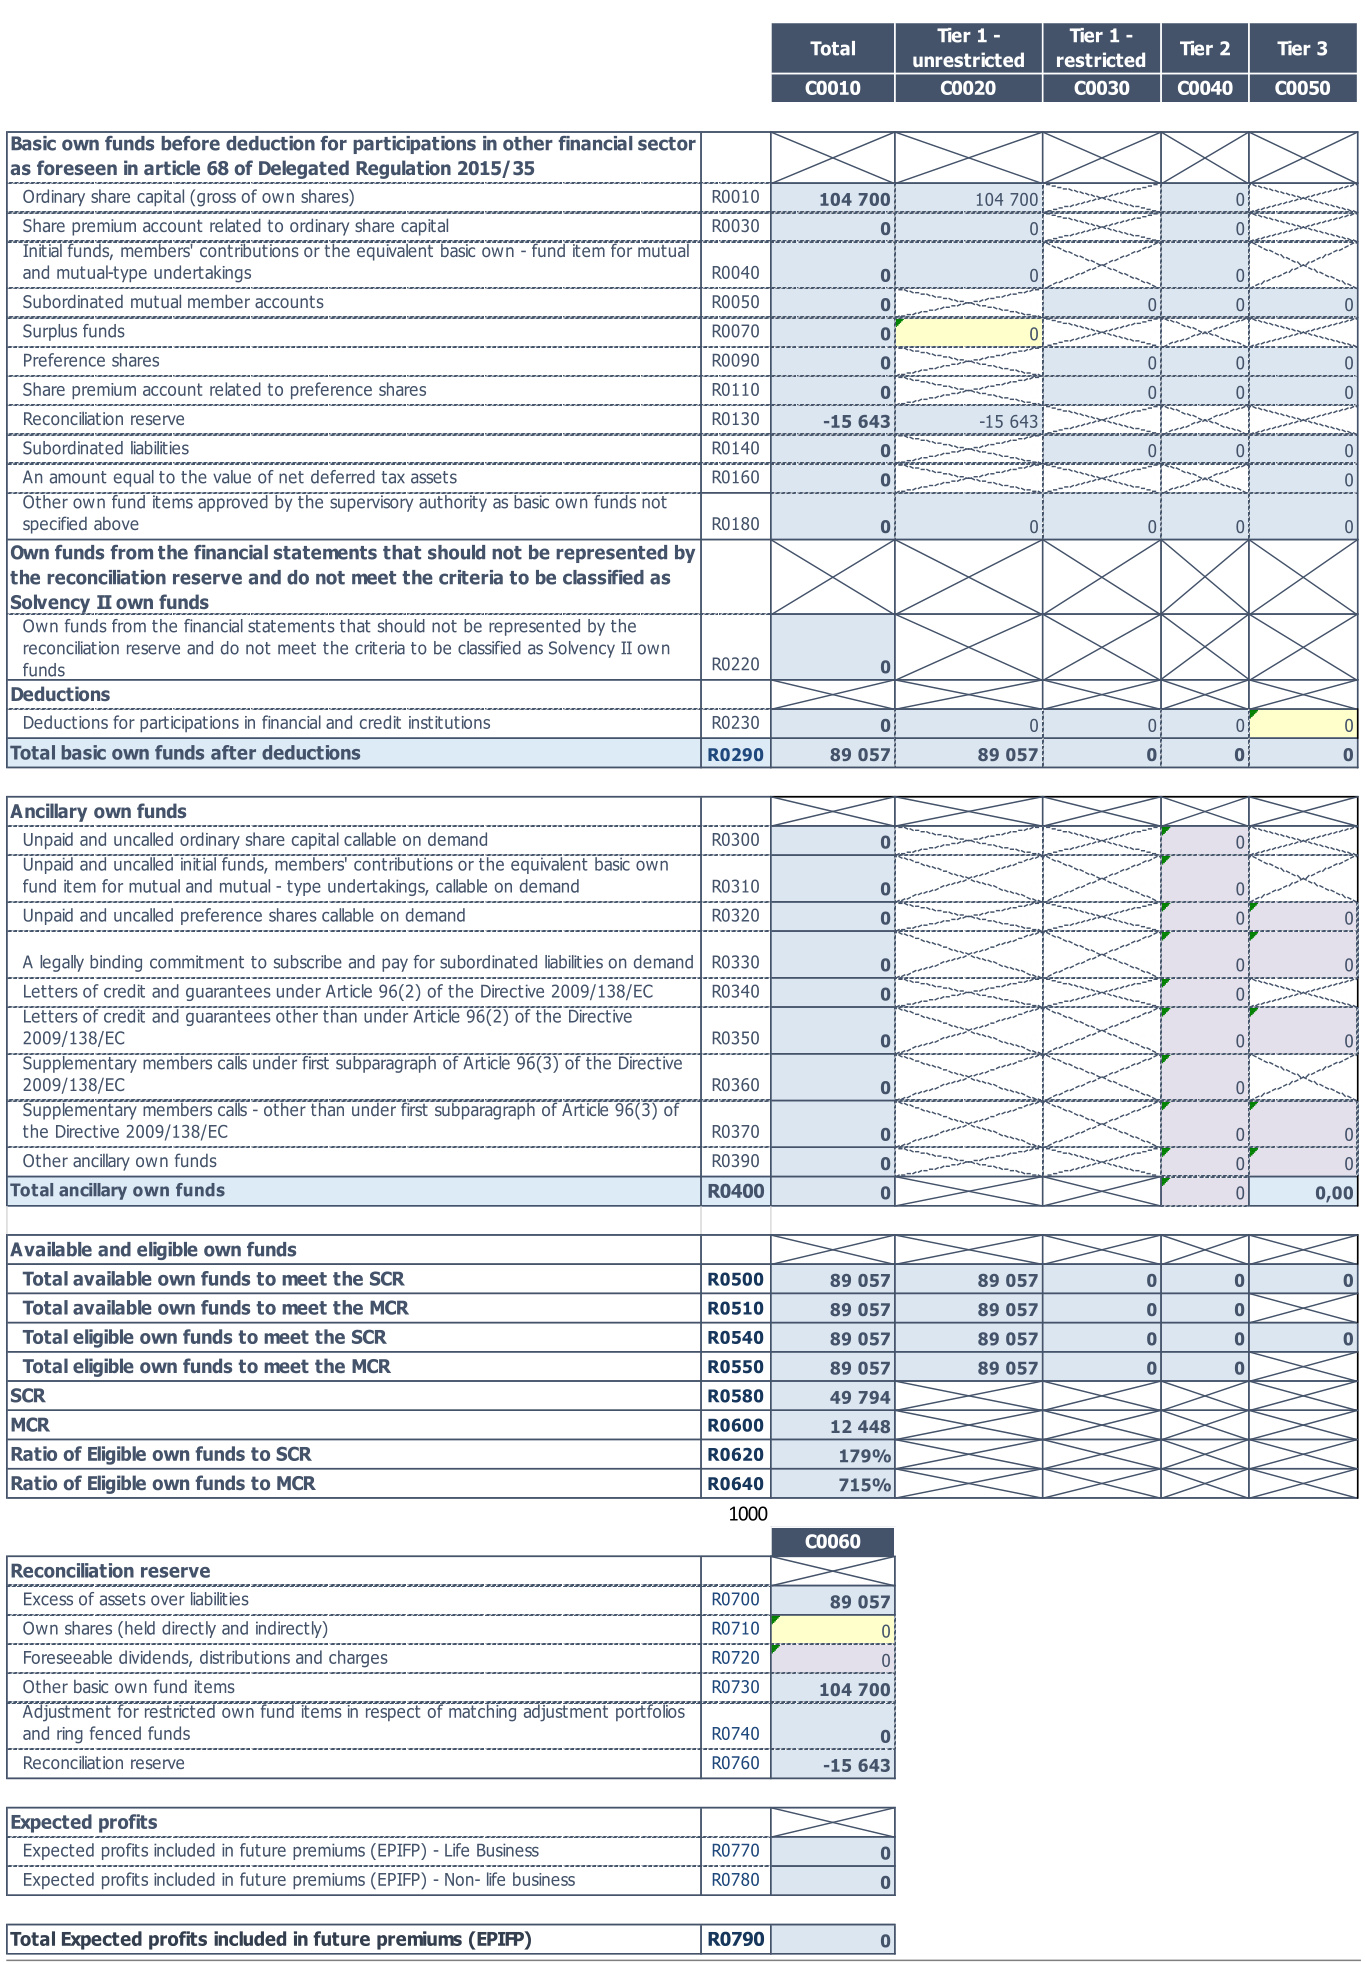 Total Tier 1 - unrestricted Tier 1 - restricted Tier 2 Tier 3
C0010 C0020 C0030 C0040 C0050
Basic own funds before deduction for participations in other financial sector
as foreseen in article 68 of Delegated Regulation 2015/35
Ordinary share capital (gross of own shares) R0010 104 700 104 700 0
Share premium account related to ordinary share capital R0030 0 0 0
Initial funds, members' contributions or the equivalent basic own - fund item for mutual
and mutual-type undertakings R0040 0 0 0
Subordinated mutual member accounts R0050 0 0 0 0
Surplus funds R0070 0 0
Preference shares R0090 0 0 0 0
Share premium account related to preference shares R0110 0 0 0 0
Reconciliation reserve R0130 -15 643 -15 643
Subordinated liabilities R0140 0 0 0 0
An amount equal to the value of net deferred tax assets R0160 0 0
Other own fund items approved by the supervisory authority as basic own funds not
specified above R0180 0 0 0 0 0
Own funds from the financial statements that should not be represented by
the reconciliation reserve and do not meet the criteria to be classified as
Solvency II own funds
Own funds from the financial statements that should not be represented by the
reconciliation reserve and do not meet the criteria to be classified as Solvency II own
funds R0220 0
Deductions
Deductions for participations in financial and credit institutions R0230 0 0 0 0 0
Total basic own funds after deductions R0290 89 057 89 057 0 0 0
Ancillary own funds
Unpaid and uncalled ordinary share capital callable on demand R0300 0 0
Unpaid and uncalled initial funds, members' contributions or the equivalent basic own
fund item for mutual and mutual - type undertakings, callable on demand R0310 0 0
Unpaid and uncalled preference shares callable on demand R0320 0 0 0
A legally binding commitment to subscribe and pay for subordinated liabilities on demand R0330 0 0 0
Letters of credit and guarantees under Article 96(2) of the Directive 2009/138/EC R0340 0 0
Letters of credit and guarantees other than under Article 96(2) of the Directive
2009/138/EC R0350 0 0 0
Supplementary members calls under first subparagraph of Article 96(3) of the Directive
2009/138/EC R0360 0 0
Supplementary members calls - other than under first subparagraph of Article 96(3) of
the Directive 2009/138/EC R0370 0 0 0
Other ancillary own funds R0390 0 0 0
Total ancillary own funds R0400 0 0 0,00
Available and eligible own funds
Total available own funds to meet the SCR R0500 89 057 89 057 0 0 0
Total available own funds to meet the MCR R0510 89 057 89 057 0 0
Total eligible own funds to meet the SCR R0540 89 057 89 057 0 0 0
Total eligible own funds to meet the MCR R0550 89 057 89 057 0 0
SCR R0580 49 794
MCR R0600 12 448
Ratio of Eligible own funds to SCR R0620 179%
Ratio of Eligible own funds to MCR R0640 715%
1000
C0060
Reconciliation reserve
Excess of assets over liabilities R0700 89 057
Own shares (held directly and indirectly) R0710 0
Foreseeable dividends, distributions and charges R0720 0
Other basic own fund items R0730 104 700
Adjustment for restricted own fund items in respect of matching adjustment portfolios
and ring fenced funds R0740 0
Reconciliation reserve R0760 -15 643
Expected profits
Expected profits included in future premiums (EPIFP) - Life Business R0770 0
Expected profits included in future premiums (EPIFP) - Non- life business R0780 0
Total Expected profits included in future premiums (EPIFP) R0790 0